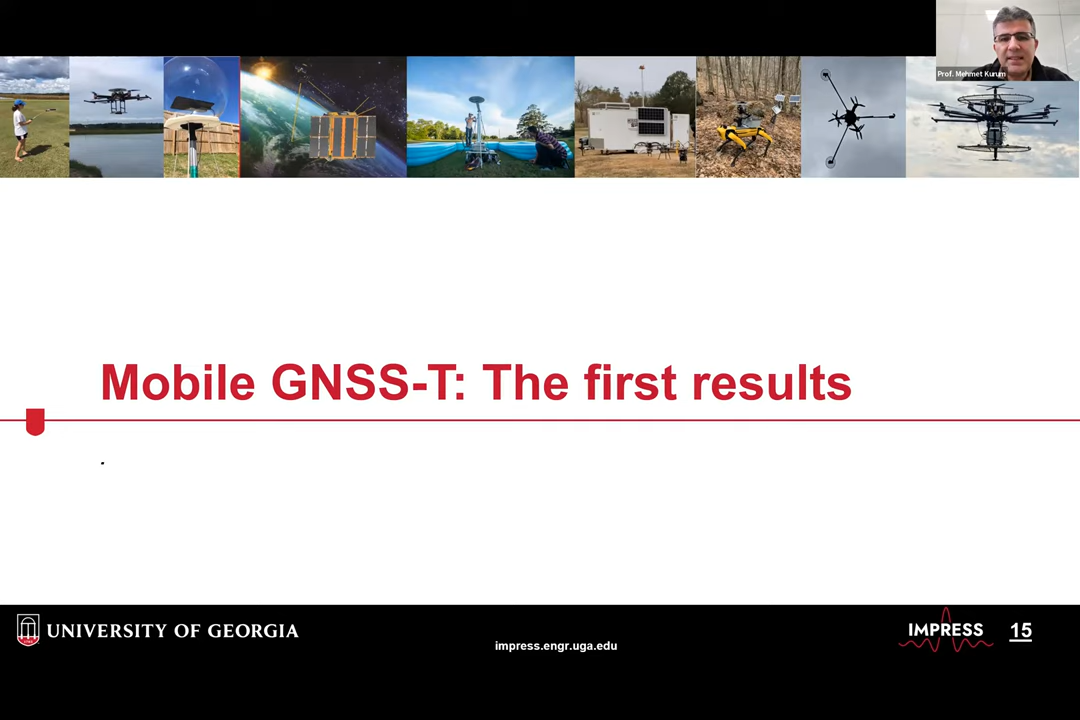 Prof. Mehmet Kurum
Mobile GNSS-T: The first results
.
UNIVERSITY OF GEORGIA
impress.engr.uga.edu
IMPRESS
15